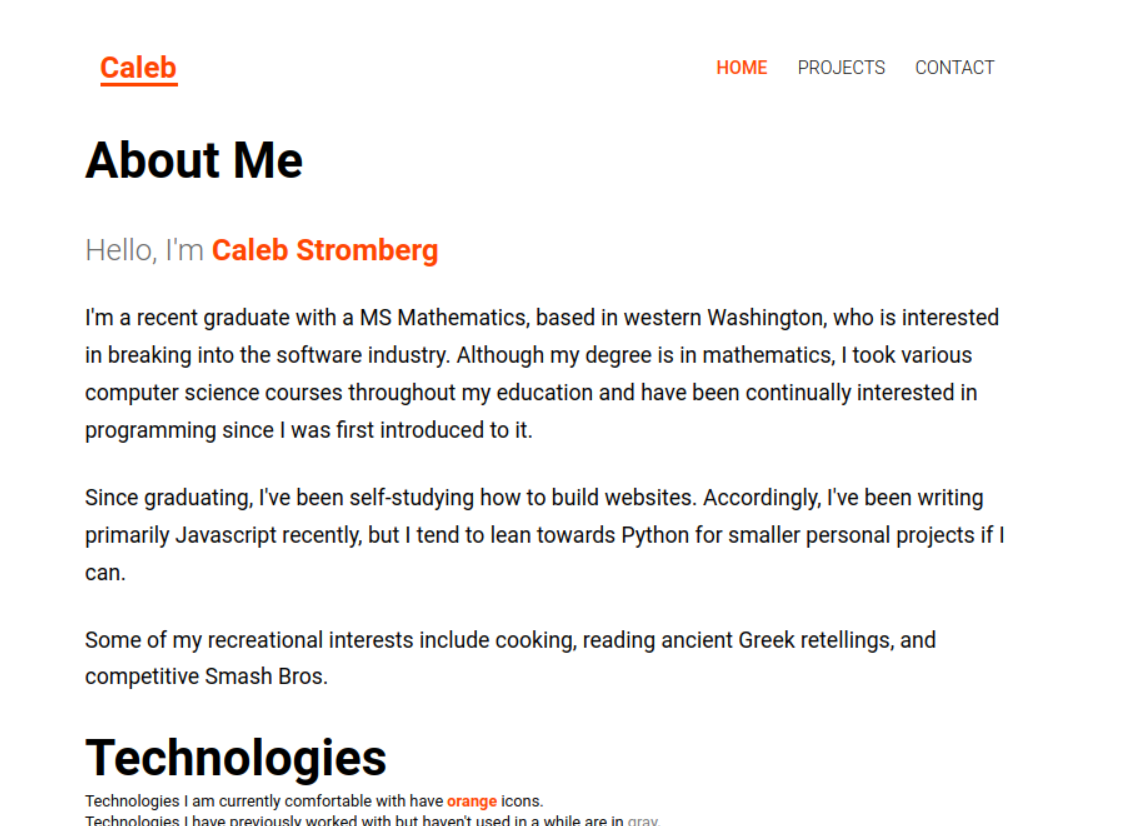 Caleb
HOME PROJECTS CONTACT
About Me
Hello, I'm Caleb Stromberg
I'm a recent graduate with a MS Mathematics, based in western Washington, who is interested
in breaking into the software industry. Although my degree is in mathematics, I took various
computer science courses throughout my education and have been continually interested in
programming since I was first introduced to it.
Since graduating, I've been self-studying how to build websites. Accordingly, I've been writing
primarily Javascript recently, but I tend to lean towards Python for smaller personal projects if I
can.
Some of my recreational interests include cooking, reading ancient Greek retellings, and
competitive Smash Bros.
Technologies
Technologies I am currently comfortable with have orange icons.
Technologies I have previously worked with but haven't used in a while are in gray.